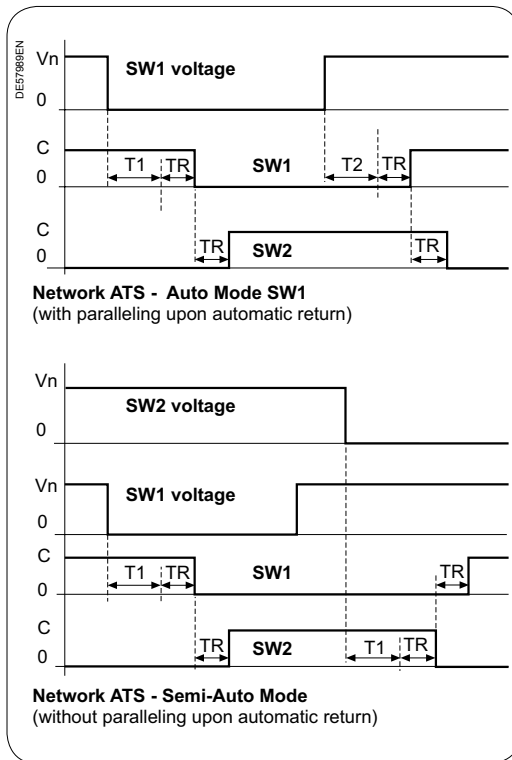 DE57989EN
Vn
SW1 voltage
0
C
T1 TR SW1 T2 TR
0
C
TR SW2 TR
0
Network ATS - Auto Mode SW1
(with paralleling upon automatic return)
Vn
SW2 voltage
0
Vn
SW1 voltage
0
C
T1 TR SW1 TR
0
C
TR SW2 T1 TR
0
Network ATS - Semi-Auto Mode
(without paralleling upon automatic return)